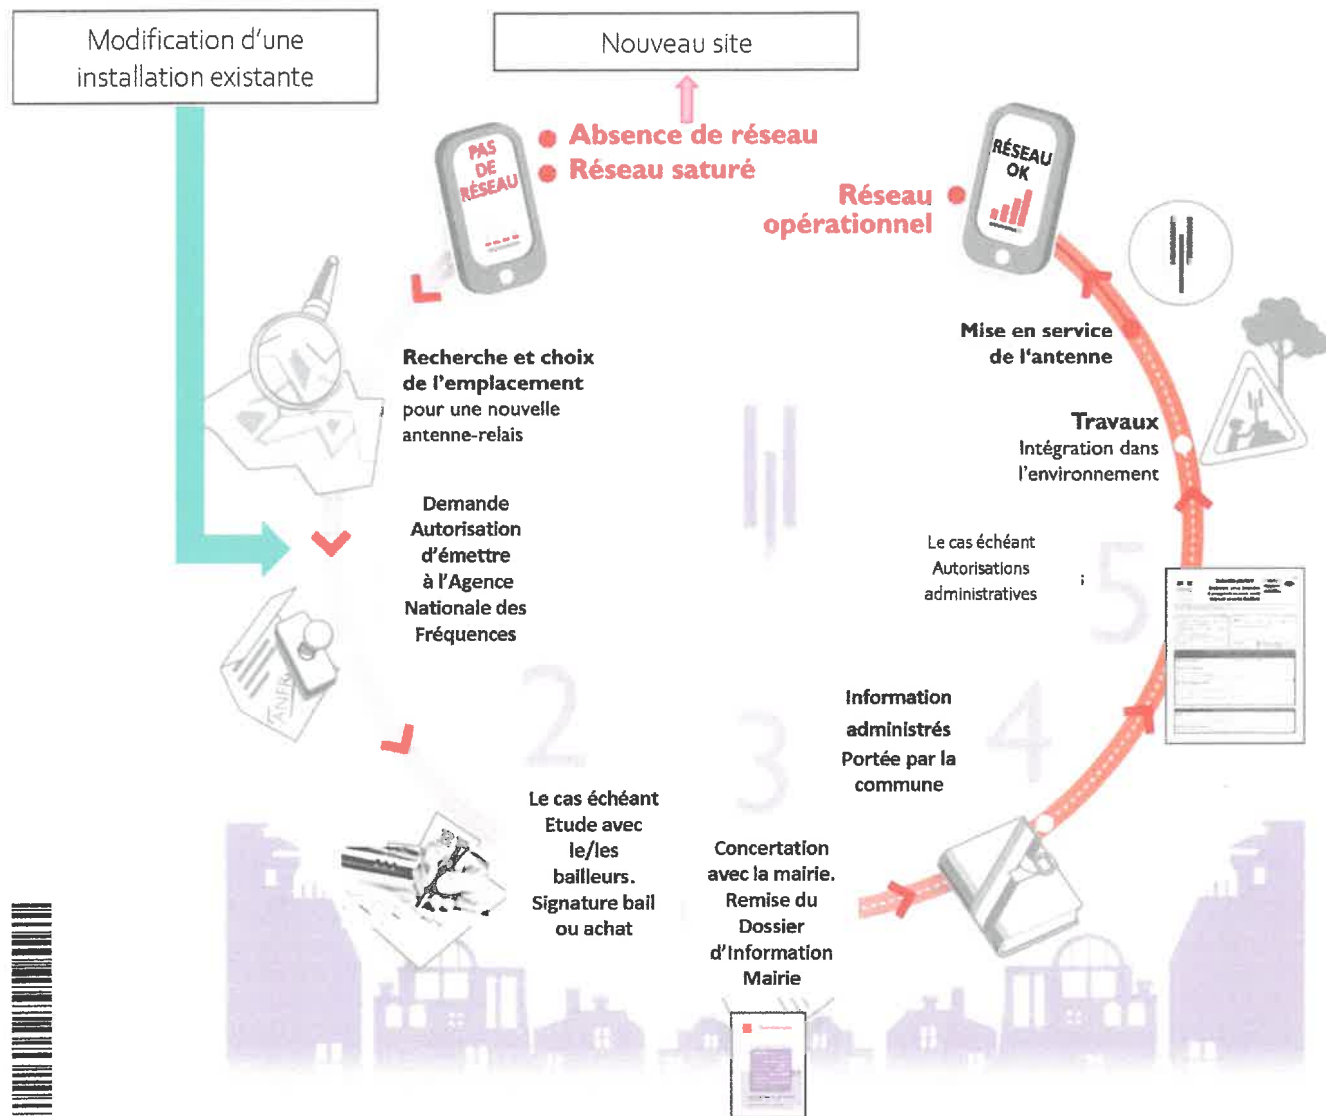 Modification d'une
installation existante
Nouveau site
Absence de réseau
Réseau saturé
PAS
DE
RÉSEAU
RÉSEAU
OK
Réseau
opérationnel
Mise en service
de l'antenne
Recherche et choix
de l'emplacement
pour une nouvelle
antenne-relais
Travaux
Intégration dans
l'environnement
Demande
Autorisation
d'émettre
à l'Agence
Nationale des
Fréquences
ANFR
Le cas échéant
Autorisations
administratives
5
2
Information
administrés
Portée par la
commune
4
3
Le cas échéant
Etude avec
le/les
bailleurs.
Signature bail
ou achat
Concertation
avec la mairie.
Remise du
Dossier
d'Information
Mairie